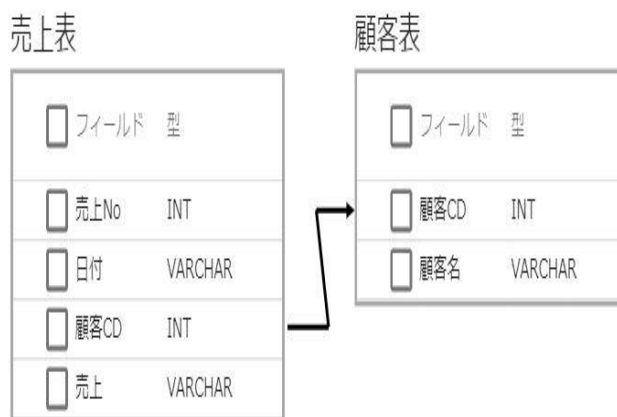 売上表
フィールド 型
売上No INT
日付 VARCHAR
顧客CD INT
売上 VARCHAR
顧客表
フィールド 型
顧客CD INT
顧客名 VARCHAR